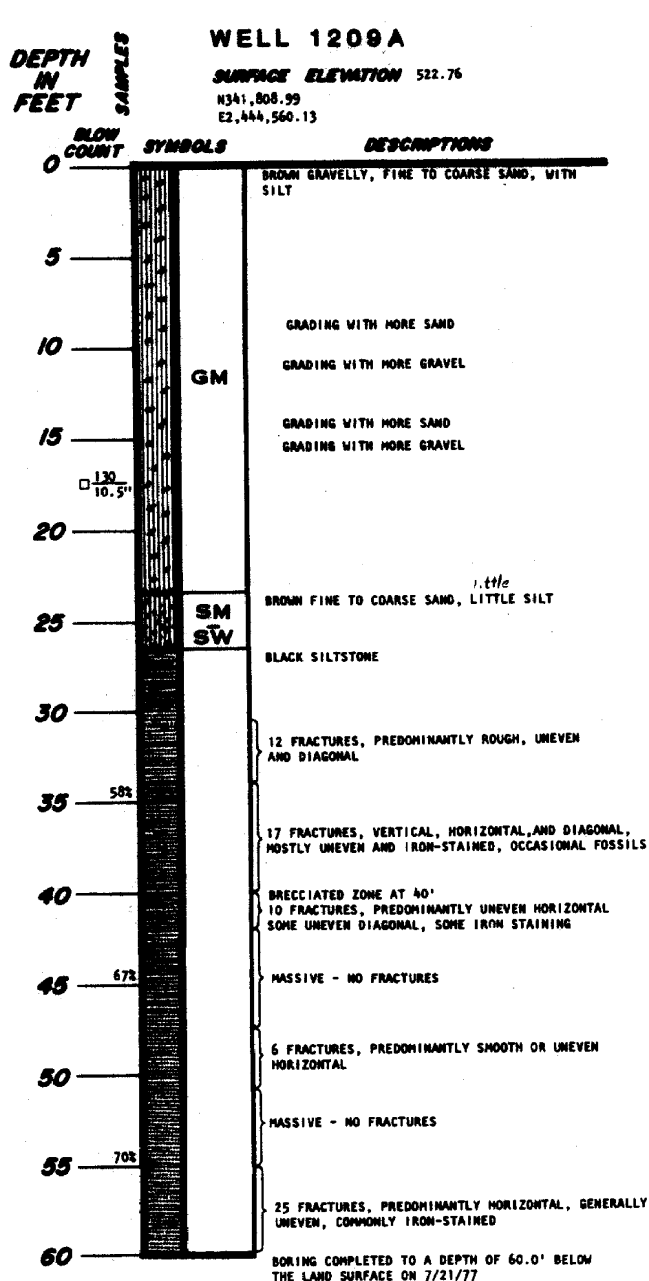 WELL 1209A
DEPTH
IN
FEET
SAMPLES
SURFACE ELEVATION 522.76
N341,808.99
E2,444,560.13
BLOW
COUNT SYMBOLS DESCRIPTIONS
0
BROWN GRAVELLY, FINE TO COARSE SAND, WITH
SILT
5
GRADING WITH MORE SAND
10
GRADING WITH MORE GRAVEL
GM
GRADING WITH MORE SAND
15
GRADING WITH MORE GRAVEL
130
10.5"
20
little
BROWN FINE TO COARSE SAND, LITTLE SILT
SM
25
SW
BLACK SILTSTONE
30
12 FRACTURES, PREDOMINANTLY ROUGH, UNEVEN
AND DIAGONAL
58%
35
17 FRACTURES, VERTICAL, HORIZONTAL, AND DIAGONAL,
MOSTLY UNEVEN AND IRON-STAINED, OCCASIONAL FOSSILS
40
BRECCIATED ZONE AT 40'
10 FRACTURES, PREDOMINANTLY UNEVEN HORIZONTAL
SOME UNEVEN DIAGONAL, SOME IRON STAINING
67%
45
MASSIVE - NO FRACTURES
6 FRACTURES, PREDOMINANTLY SMOOTH OR UNEVEN
HORIZONTAL
50
MASSIVE - NO FRACTURES
70%
55
25 FRACTURES, PREDOMINANTLY HORIZONTAL, GENERALLY
UNEVEN, COMMONLY IRON-STAINED
60
BORING COMPLETED TO A DEPTH OF 60.0' BELOW
THE LAND SURFACE ON 7/21/77